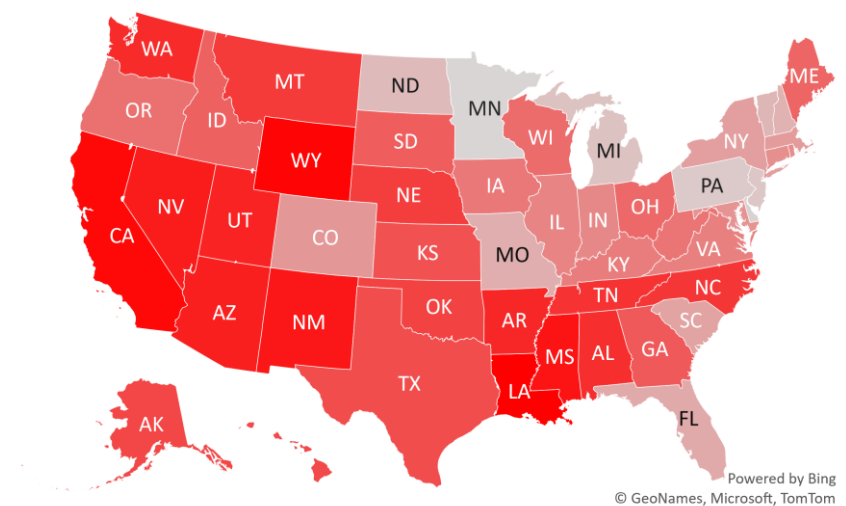 WA
MT
ND
MN
ME
OR
ID
SD
WI
MI
NY
WY
NE
IA
PA
NV
UT
CO
KS
MO
IL
IN
OH
CA
KY
VA
AZ
NM
OK
AR
TN
NC
SC
TX
LA
MS
AL
GA
AK
FL
Powered by Bing
© GeoNames, Microsoft, TomTom